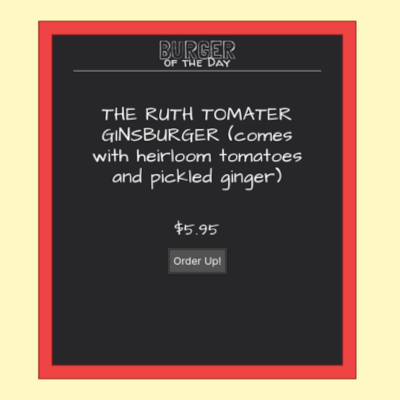 BURGER
OF THE DAY
THE RUTH TOMATER
GINSBURGER (comes
with heirloom tomatoes
and pickled ginger)
$5.95
Order Up!